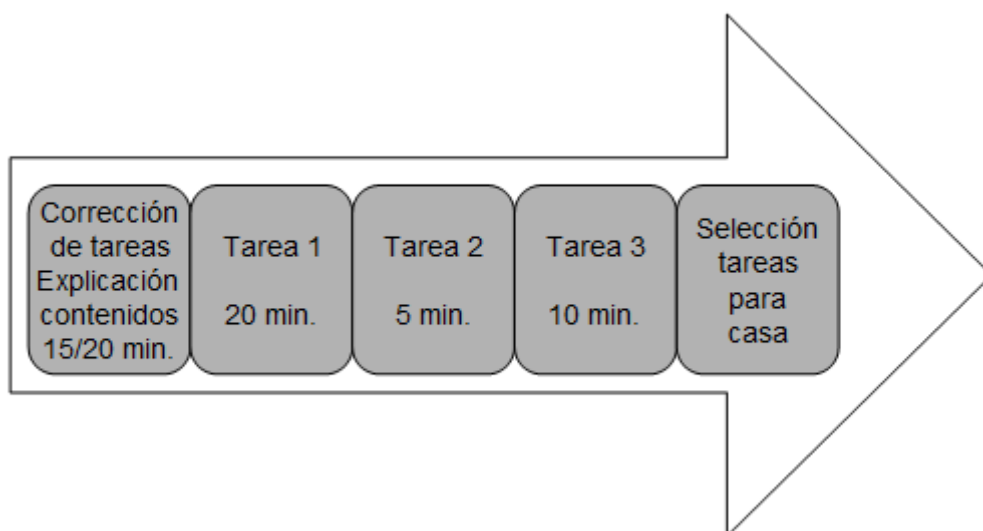 Corrección
de tareas
Explicación
contenidos
15/20 min.
Tarea 1
20 min.
Tarea 2
5 min.
Tarea 3
10 min.
Selección
tareas
para
casa